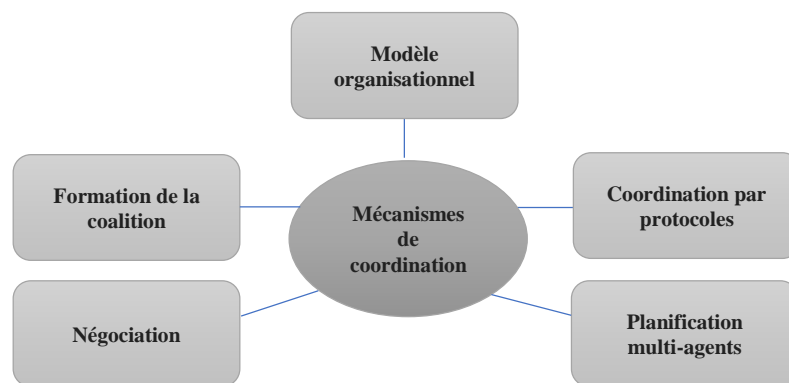 Modèle
organisationnel
Formation de la
coalition
Mécanismes
de
coordination
Coordination par
protocoles
Négociation
Planification
multi-agents